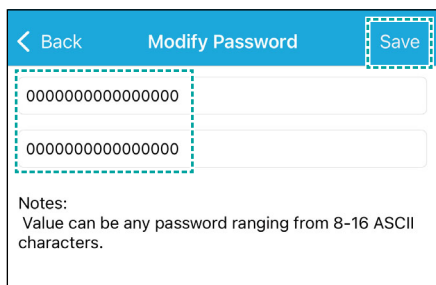 Back Modify Password Save
0000000000000000
0000000000000000
Notes:
Value can be any password ranging from 8-16 ASCII
characters.